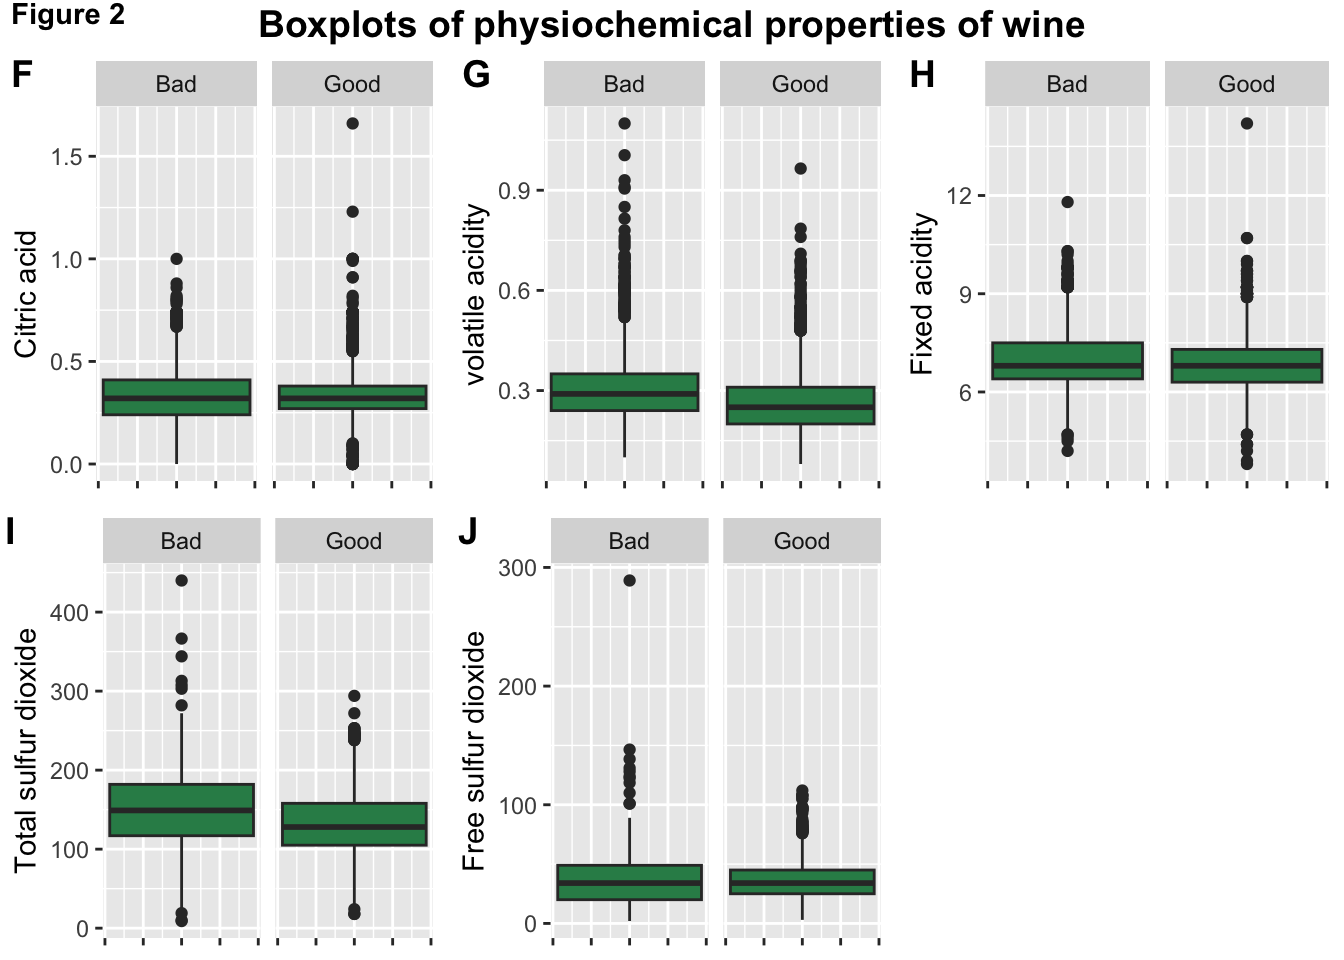 Figure 2
Boxplots of physiochemical properties of wine
F
Bad
Good
Citric acid
1.5
1.0
0.5
0.0
G
Bad
Good
volatile acidity
0.9
0.6
0.3
H
Bad
Good
Fixed acidity
12
9
6
I
Bad
Good
Total sulfur dioxide
400
300
200
100
0
J
Bad
Good
Free sulfur dioxide
300
200
100
0